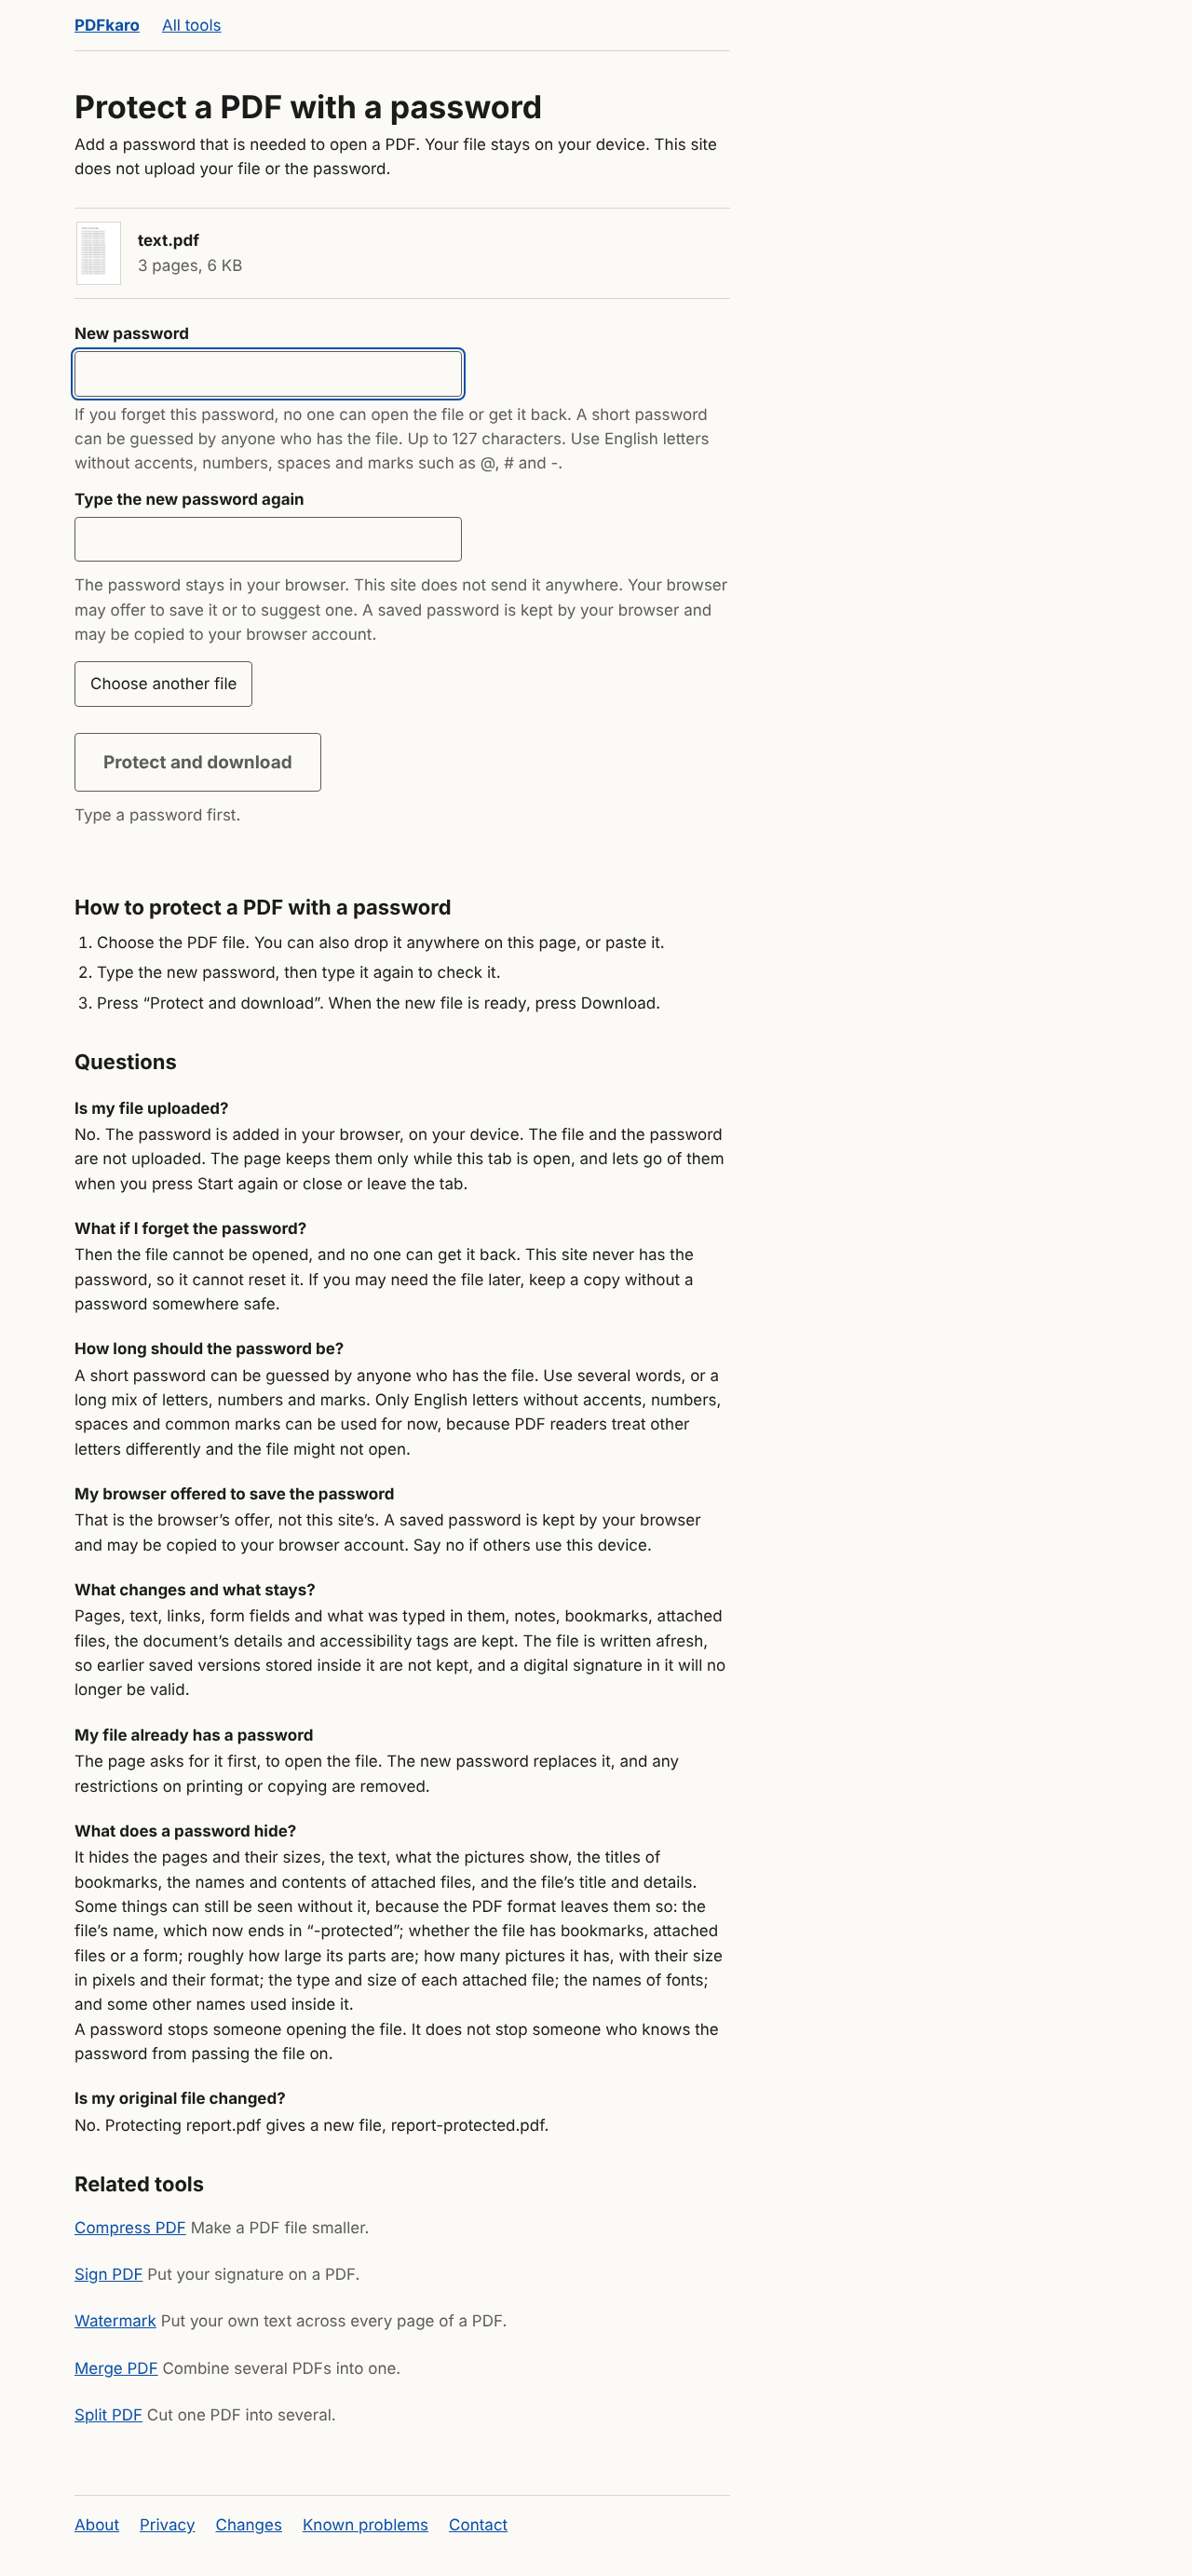 PDFkaro All tools
Protect a PDF with a password
Add a password that is needed to open a PDF. Your file stays on your device. This site
does not upload your file or the password.
text.pdf
3 pages, 6 KB
New password
If you forget this password, no one can open the file or get it back. A short password
can be guessed by anyone who has the file. Up to 127 characters. Use English letters
without accents, numbers, spaces and marks such as @, # and -.
Type the new password again
The password stays in your browser. This site does not send it anywhere. Your browser
may offer to save it or to suggest one. A saved password is kept by your browser and
may be copied to your browser account.
Choose another file
Protect and download
Type a password first.
How to protect a PDF with a password
1. Choose the PDF file. You can also drop it anywhere on this page, or paste it.
2. Type the new password, then type it again to check it.
3. Press “Protect and download”. When the new file is ready, press Download.
Questions
Is my file uploaded?
No. The password is added in your browser, on your device. The file and the password
are not uploaded. The page keeps them only while this tab is open, and lets go of them
when you press Start again or close or leave the tab.
What if I forget the password?
Then the file cannot be opened, and no one can get it back. This site never has the
password, so it cannot reset it. If you may need the file later, keep a copy without a
password somewhere safe.
How long should the password be?
A short password can be guessed by anyone who has the file. Use several words, or a
long mix of letters, numbers and marks. Only English letters without accents, numbers,
spaces and common marks can be used for now, because PDF readers treat other
letters differently and the file might not open.
My browser offered to save the password
That is the browser’s offer, not this site’s. A saved password is kept by your browser
and may be copied to your browser account. Say no if others use this device.
What changes and what stays?
Pages, text, links, form fields and what was typed in them, notes, bookmarks, attached
files, the document’s details and accessibility tags are kept. The file is written afresh,
so earlier saved versions stored inside it are not kept, and a digital signature in it will no
longer be valid.
My file already has a password
The page asks for it first, to open the file. The new password replaces it, and any
restrictions on printing or copying are removed.
What does a password hide?
It hides the pages and their sizes, the text, what the pictures show, the titles of
bookmarks, the names and contents of attached files, and the file’s title and details.
Some things can still be seen without it, because the PDF format leaves them so: the
file’s name, which now ends in “-protected”; whether the file has bookmarks, attached
files or a form; roughly how large its parts are; how many pictures it has, with their size
in pixels and their format; the type and size of each attached file; the names of fonts;
and some other names used inside it.
A password stops someone opening the file. It does not stop someone who knows the
password from passing the file on.
Is my original file changed?
No. Protecting report.pdf gives a new file, report-protected.pdf.
Related tools
Compress PDF Make a PDF file smaller.
Sign PDF Put your signature on a PDF.
Watermark Put your own text across every page of a PDF.
Merge PDF Combine several PDFs into one.
Split PDF Cut one PDF into several.
About Privacy Changes Known problems Contact